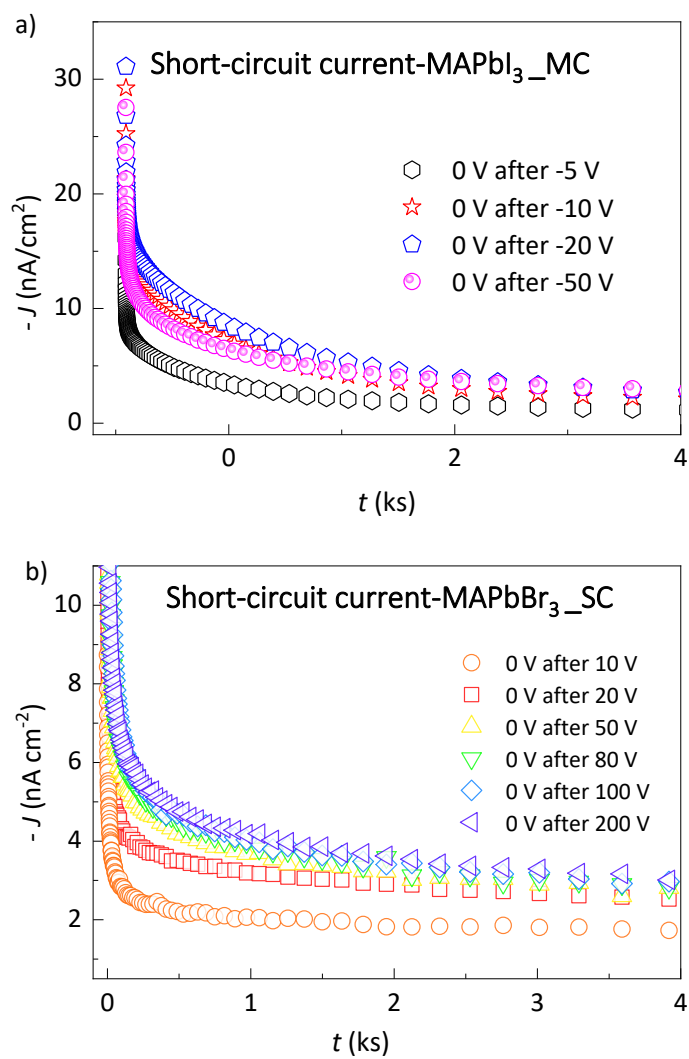 a)
Short-circuit current-MAPbI₃_MC
30
20
10
0
- J (nA/cm²)
0 V after -5 V
0 V after -10 V
0 V after -20 V
0 V after -50 V
0
2
4
t (ks)
b)
Short-circuit current-MAPbBr₃_SC
10
8
6
4
2
- J (nA cm⁻²)
0 V after 10 V
0 V after 20 V
0 V after 50 V
0 V after 80 V
0 V after 100 V
0 V after 200 V
0
1
2
3
4
t (ks)